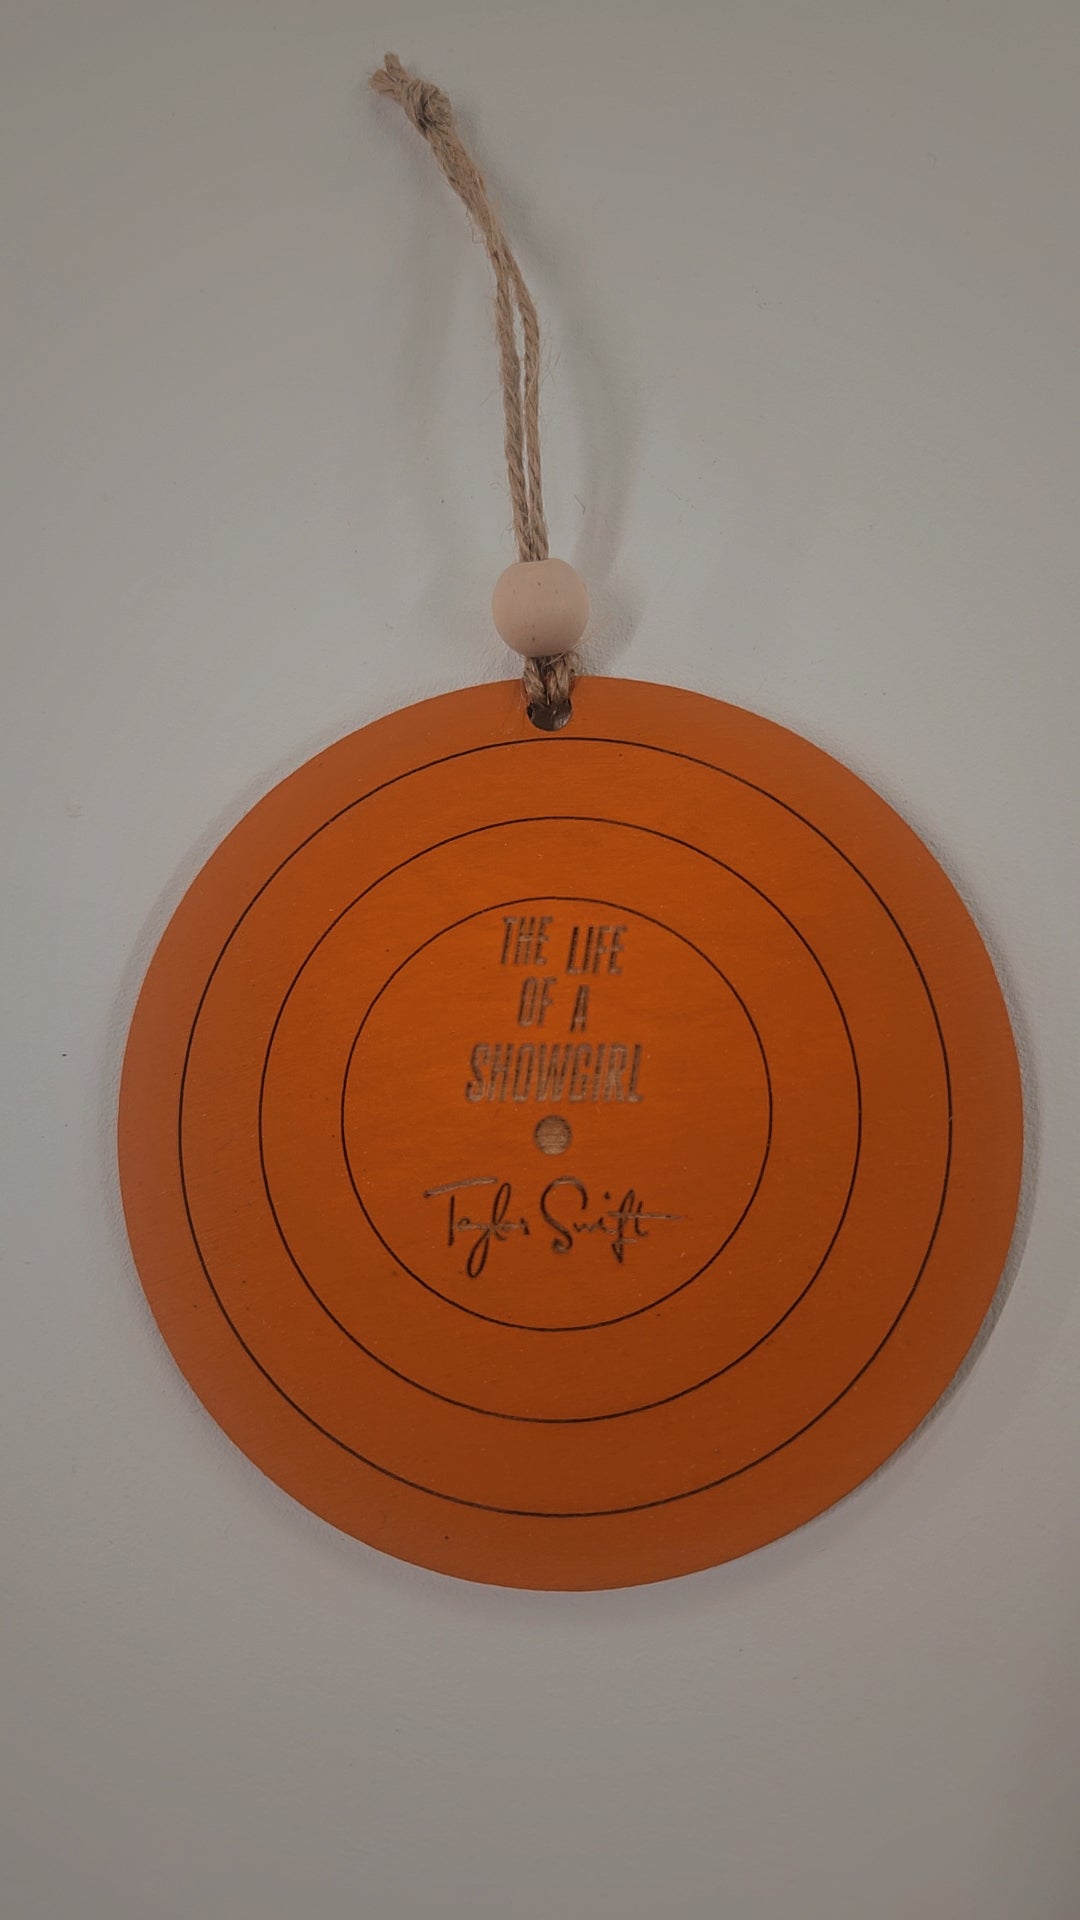 THE LIFE
OF A
SHOWGIRL
Taylor Swift